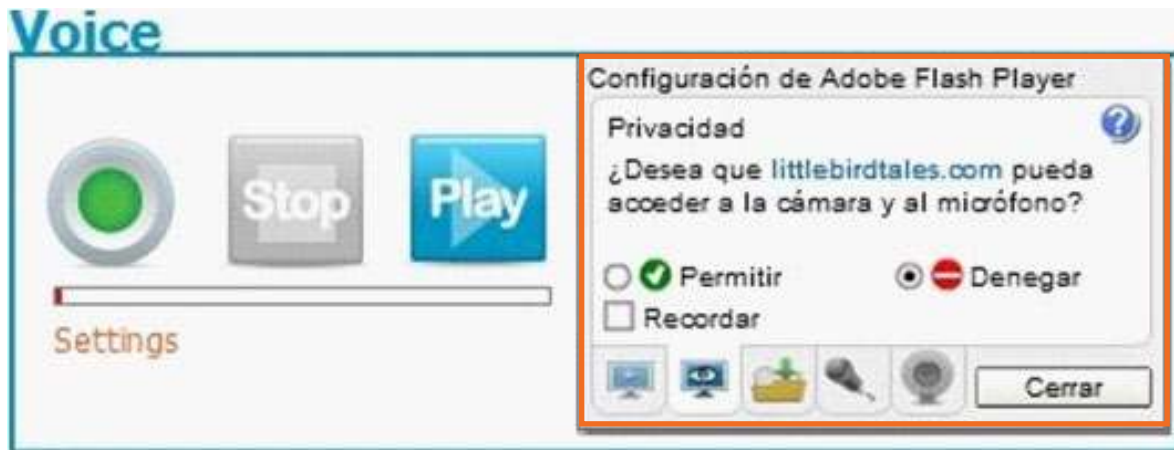 Voice
Stop
Play
Settings
Configuración de Adobe Flash Player
Privacidad
¿Desea que littlebirdtales.com pueda
acceder a la cámara y al micrófono?
Permitir
Denegar
Recordar
Cerrar